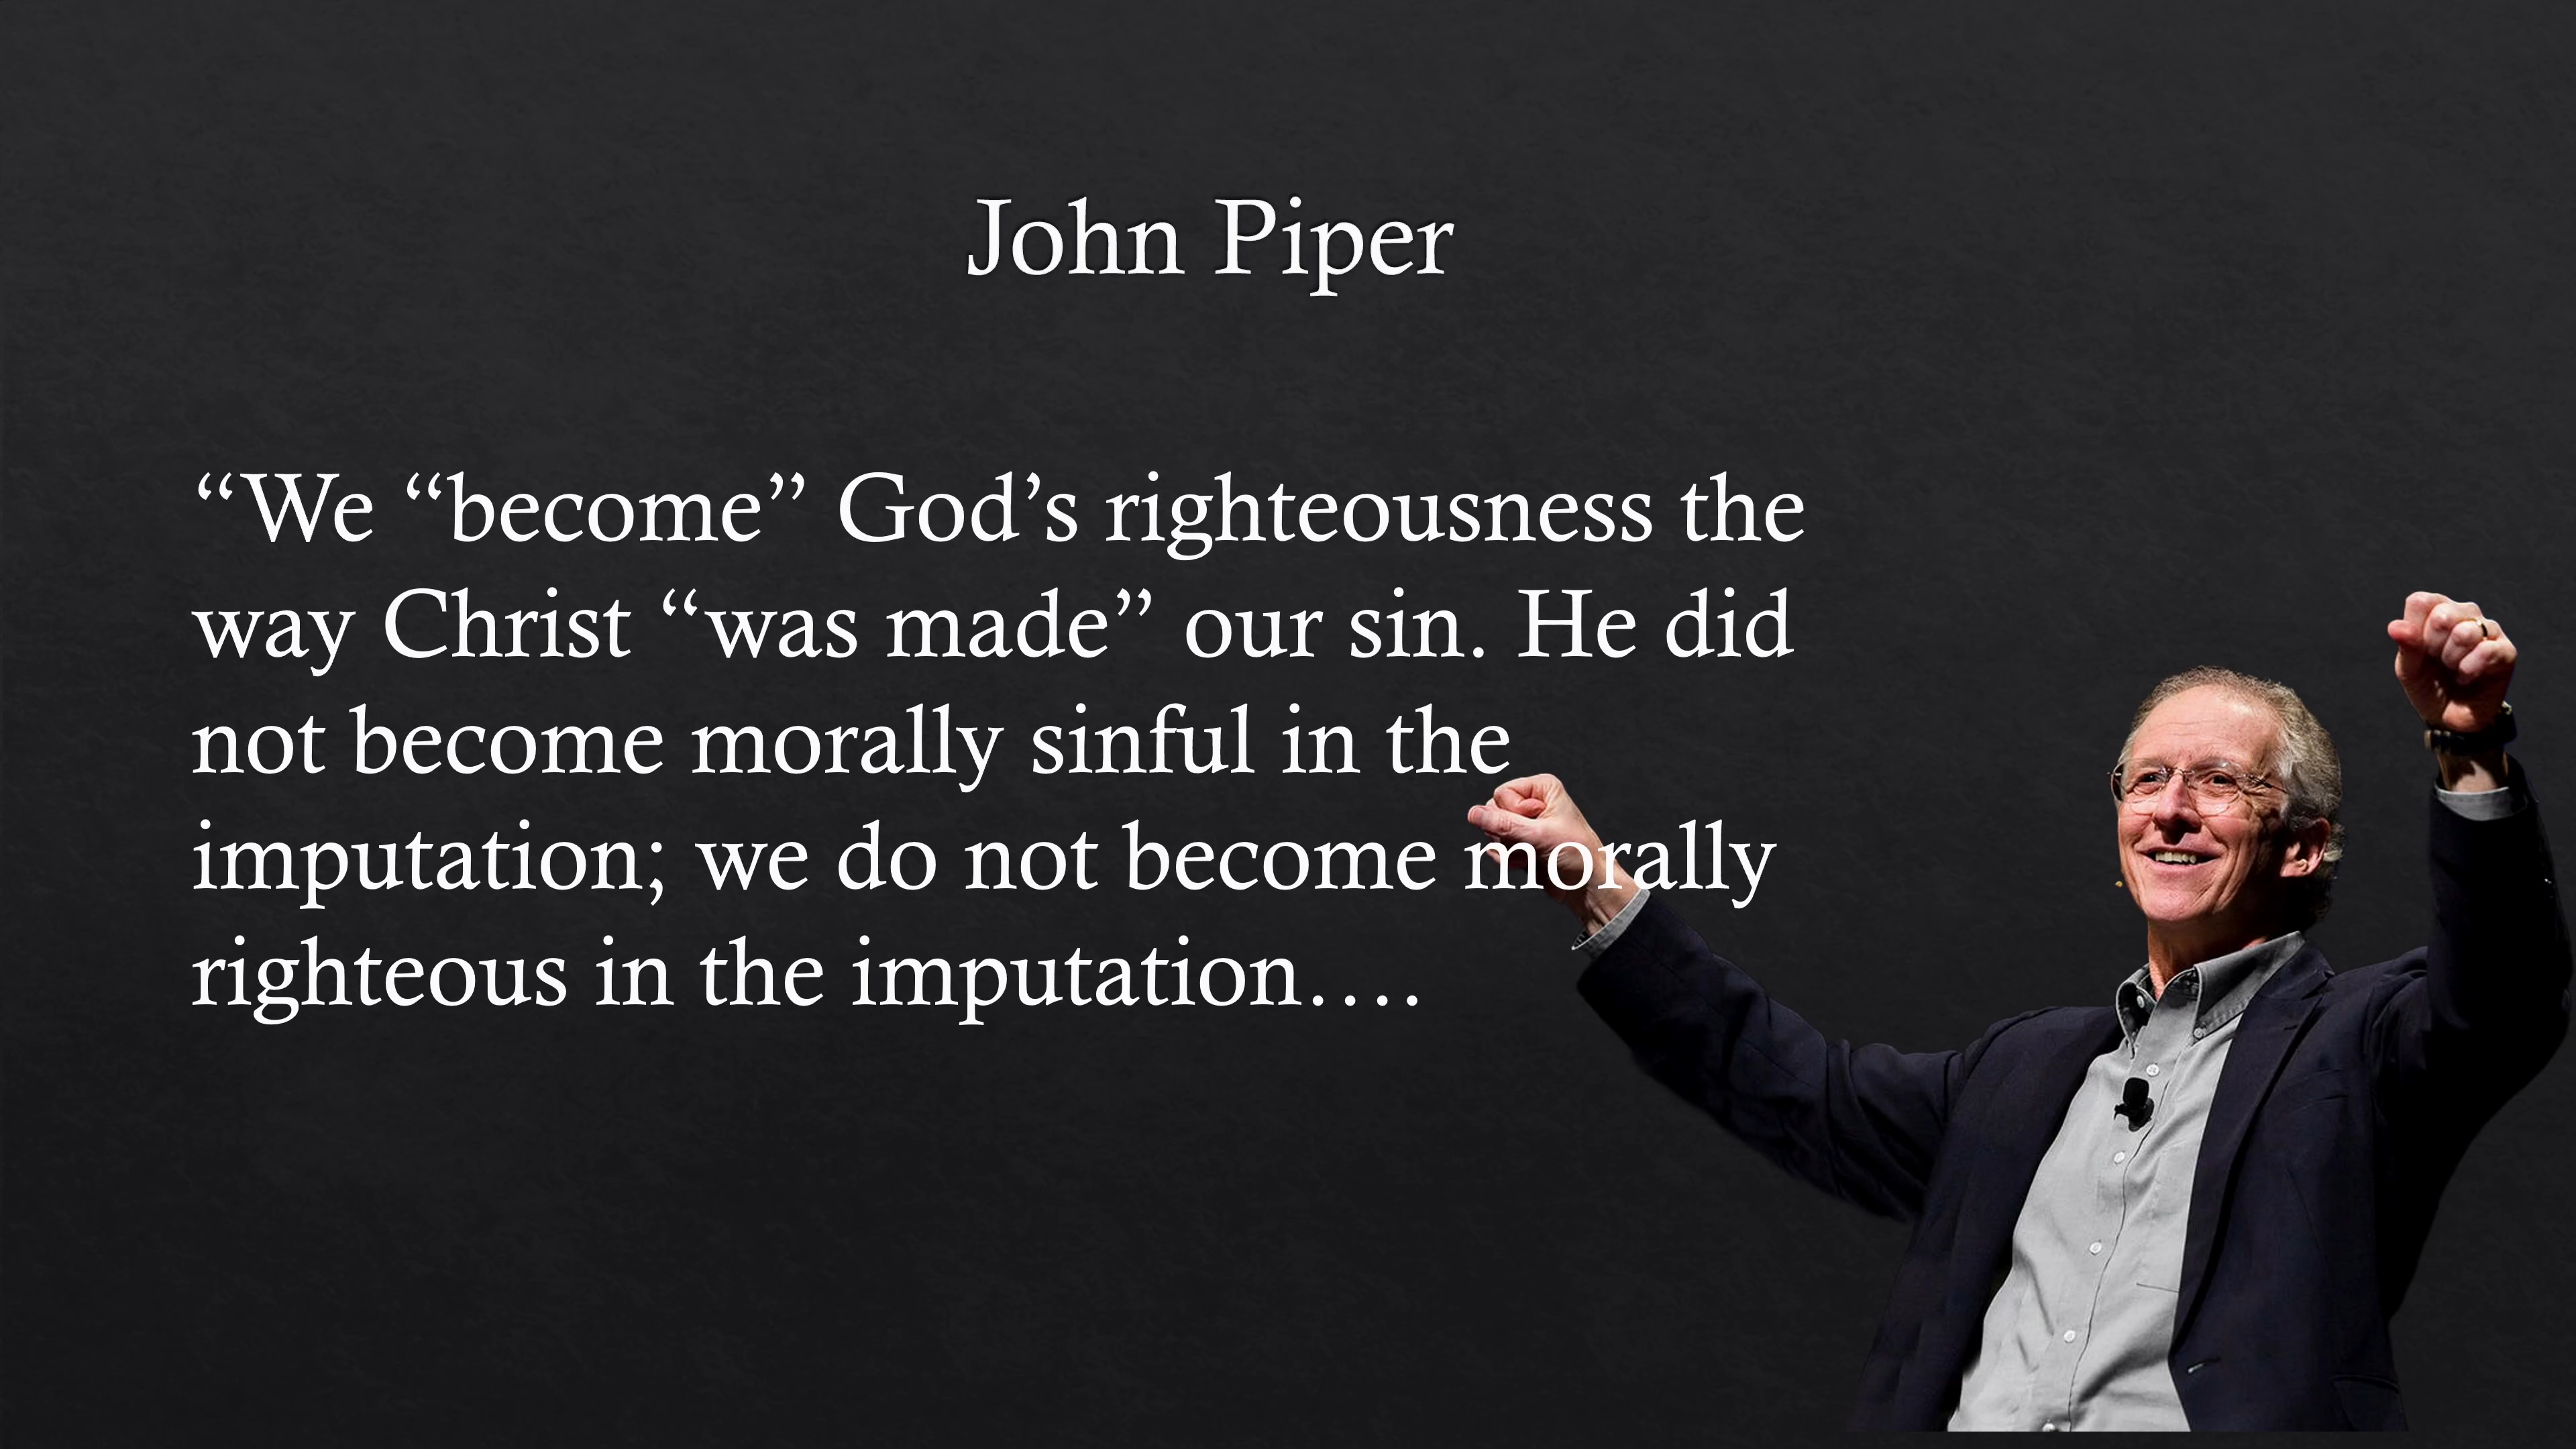 John Piper
“We “become” God’s righteousness the
way Christ “was made” our sin. He did
not become morally sinful in the
imputation; we do not become morally
righteous in the imputation….